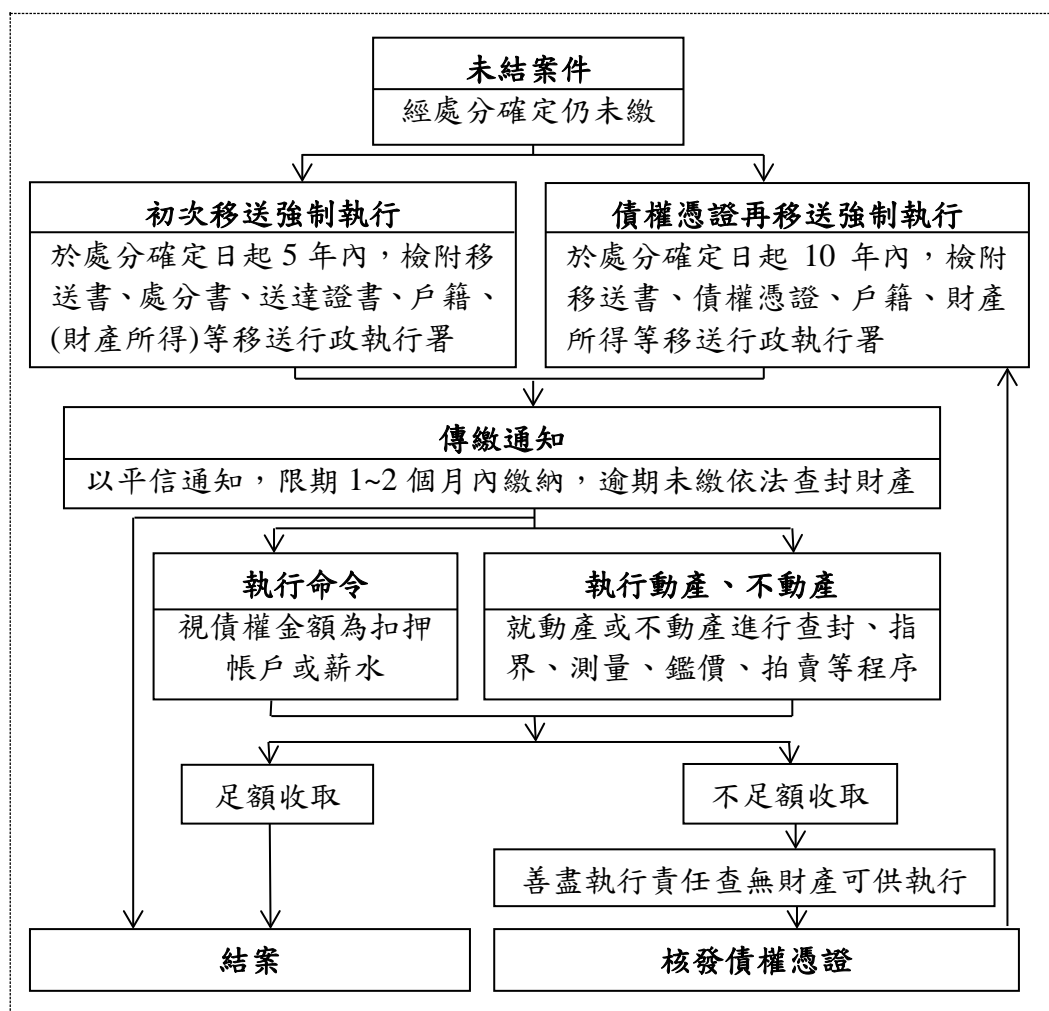 未結案件
經處分確定仍未繳
初次移送強制執行
於處分確定日起 5 年內，檢附移
送書、處分書、送達證書、戶籍、
(財產所得)等移送行政執行署
債權憑證再移送強制執行
於處分確定日起 10 年內，檢附
移送書、債權憑證、戶籍、財產
所得等移送行政執行署
傳繳通知
以平信通知，限期 1~2 個月內繳納，逾期未繳依法查封財產
執行命令
視債權金額為扣押
帳戶或薪水
執行動產、不動產
就動產或不動產進行查封、指
界、測量、鑑價、拍賣等程序
足額收取
不足額收取
善盡執行責任查無財產可供執行
結案
核發債權憑證